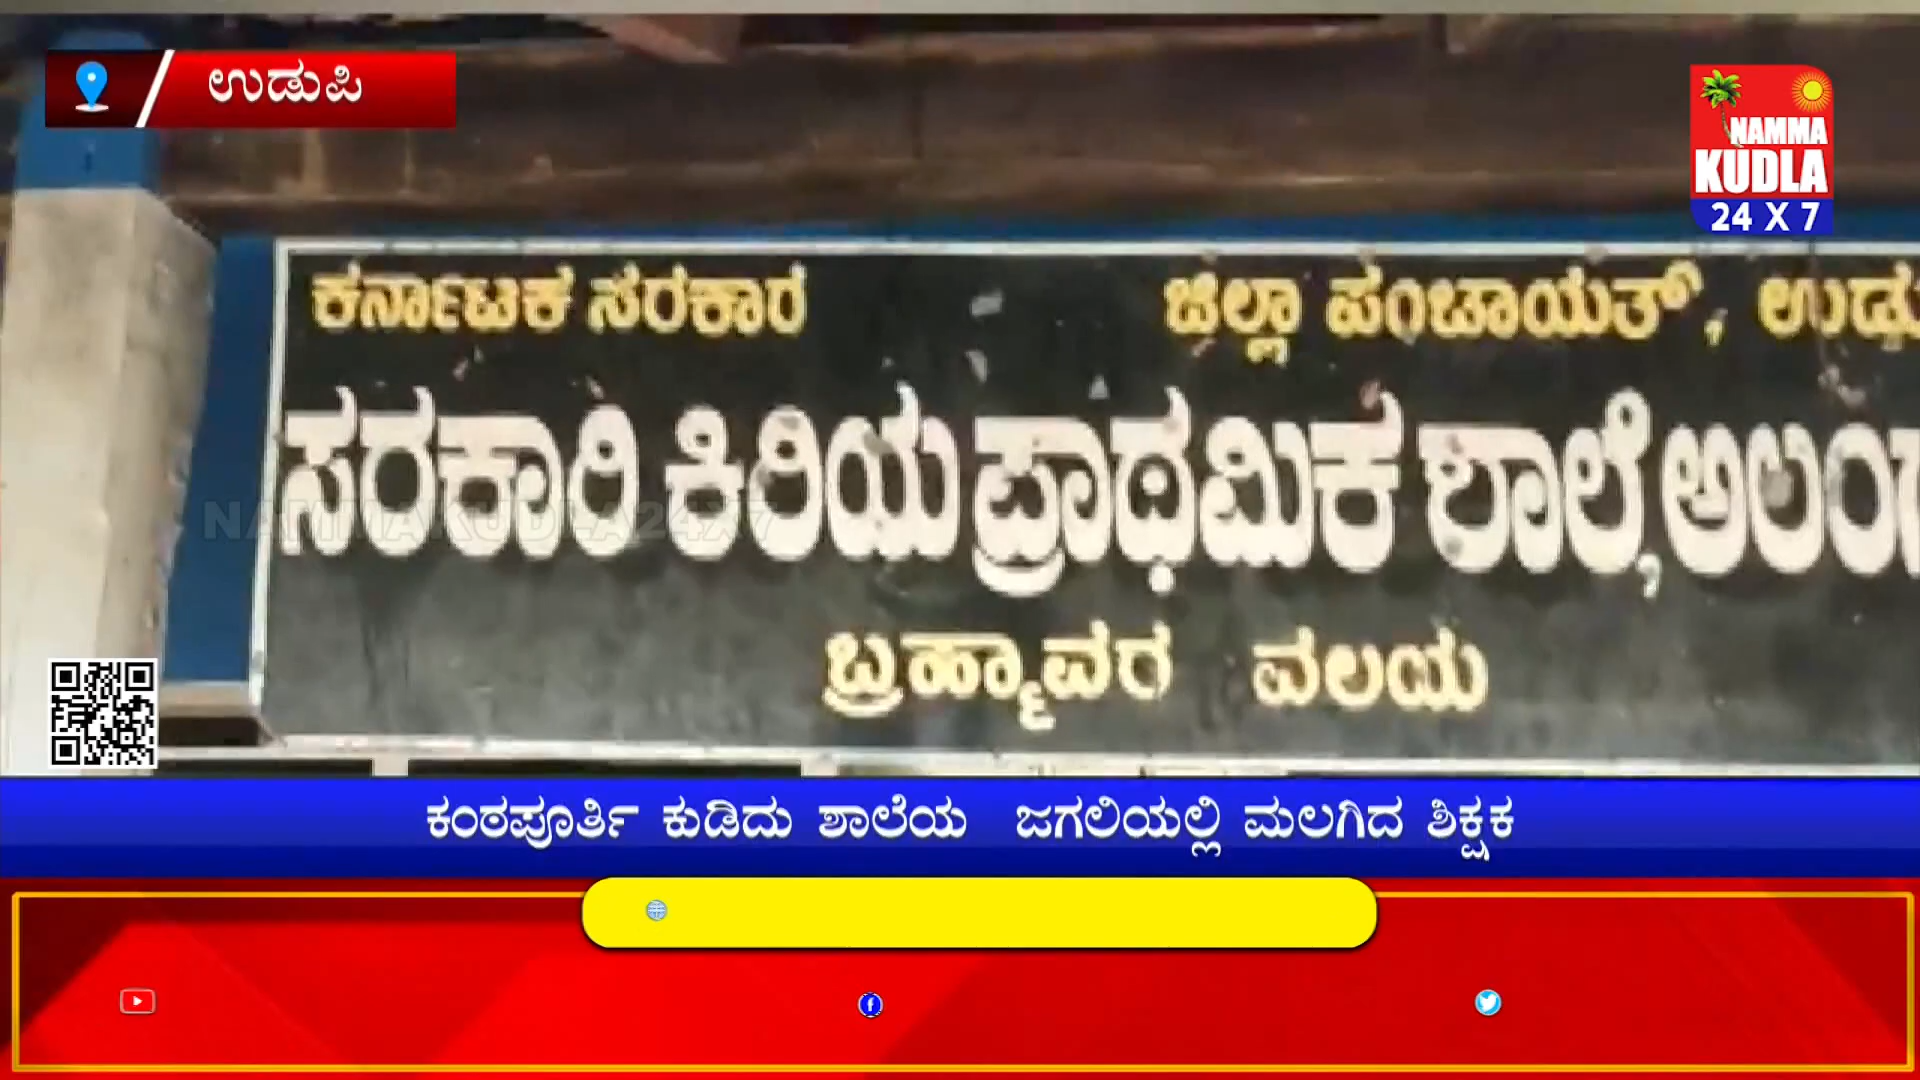 ಉಡುಪಿ
NAMMA
KUDLA
24 X 7
ಕರ್ನಾಟಕ ಸರಕಾರ ಜಿಲ್ಲಾ ಪಂಚಾಯತ್, ಉಡು
ಸರಕಾರಿ ಕಿರಿಯ ಪ್ರಾಥಮಿಕ ಶಾಲೆ, ಅಲಂಗ
NAMMAKUDLA24X7
ಬ್ರಹ್ಮಾವರ ವಲಯ
ಕಂಠಪೂರ್ತಿ ಕುಡಿದು ಶಾಲೆಯ ಜಗಲಿಯಲ್ಲಿ ಮಲಗಿದ ಶಿಕ್ಷಕ